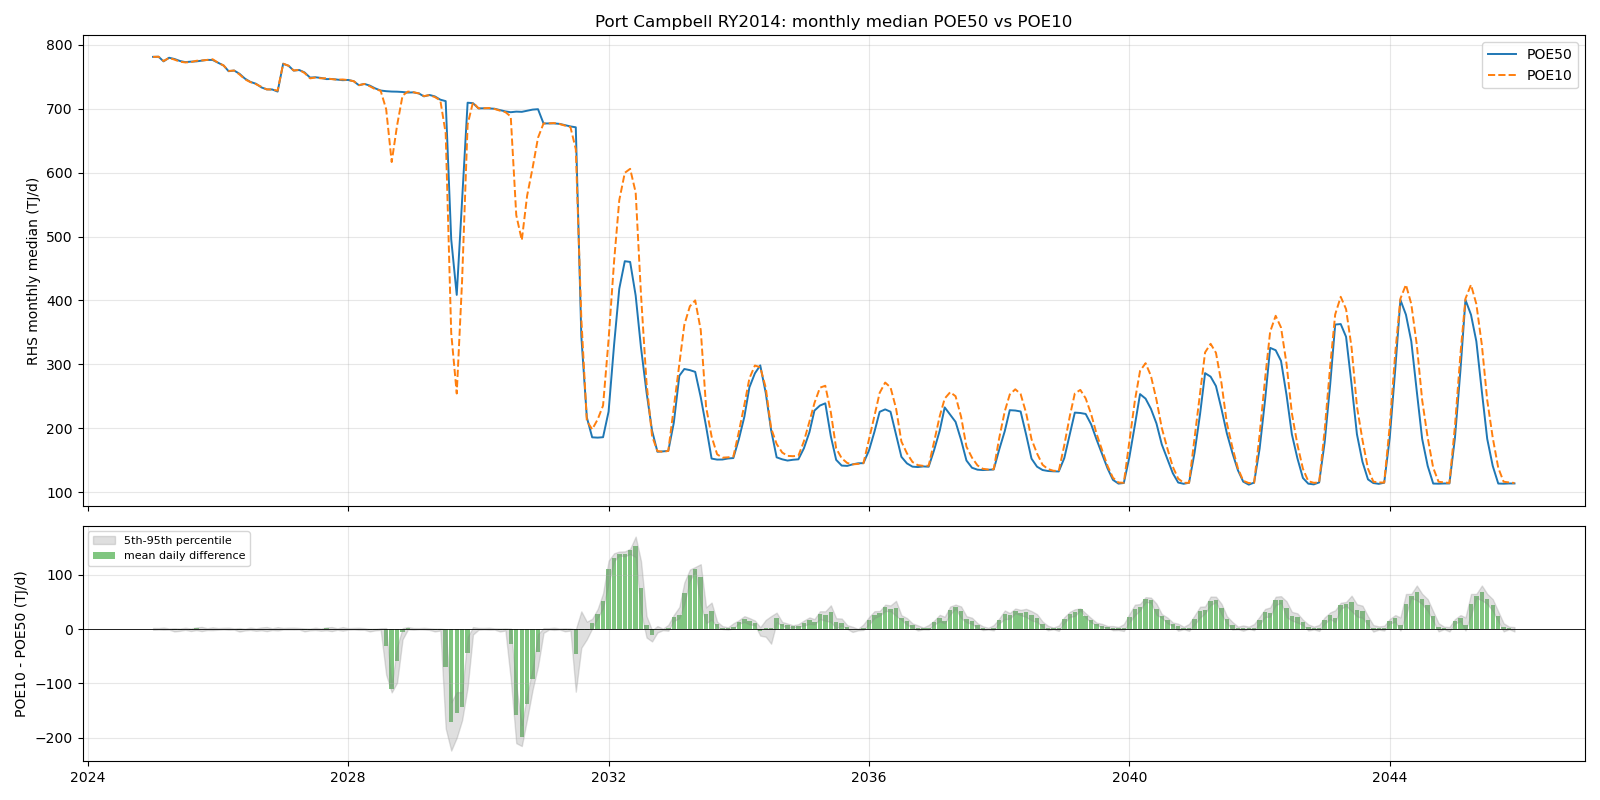 Port Campbell RY2014: monthly median POE50 vs POE10
RHS monthly median (TJ/d)
800
700
600
500
400
300
200
100
POE50
POE10
POE10 - POE50 (TJ/d)
100
0
−100
−200
5th-95th percentile
mean daily difference
2024
2028
2032
2036
2040
2044